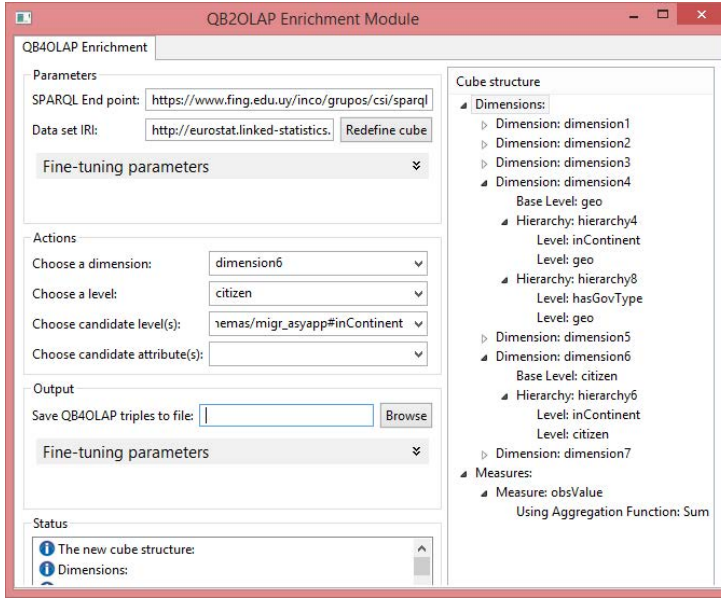 QB2OLAP Enrichment Module
QB4OLAP Enrichment
Parameters
SPARQL End point: https://www.fing.edu.uy/inco/grupos/csi/sparql
Data set IRI: http://eurostat.linked-statistics. Redefine cube
Fine-tuning parameters
Actions
Choose a dimension: dimension6
Choose a level: citizen
Choose candidate level(s): nemas/migr_asyapp#inContinent
Choose candidate attribute(s):
Output
Save QB4OLAP triples to file: Browse
Fine-tuning parameters
Status
The new cube structure:
Dimensions:
Cube structure
Dimensions:
Dimension: dimension1
Dimension: dimension2
Dimension: dimension3
Dimension: dimension4
Base Level: geo
Hierarchy: hierarchy4
Level: inContinent
Level: geo
Hierarchy: hierarchy8
Level: hasGovType
Level: geo
Dimension: dimension5
Dimension: dimension6
Base Level: citizen
Hierarchy: hierarchy6
Level: inContinent
Level: citizen
Dimension: dimension7
Measures:
Measure: obsValue
Using Aggregation Function: Sum